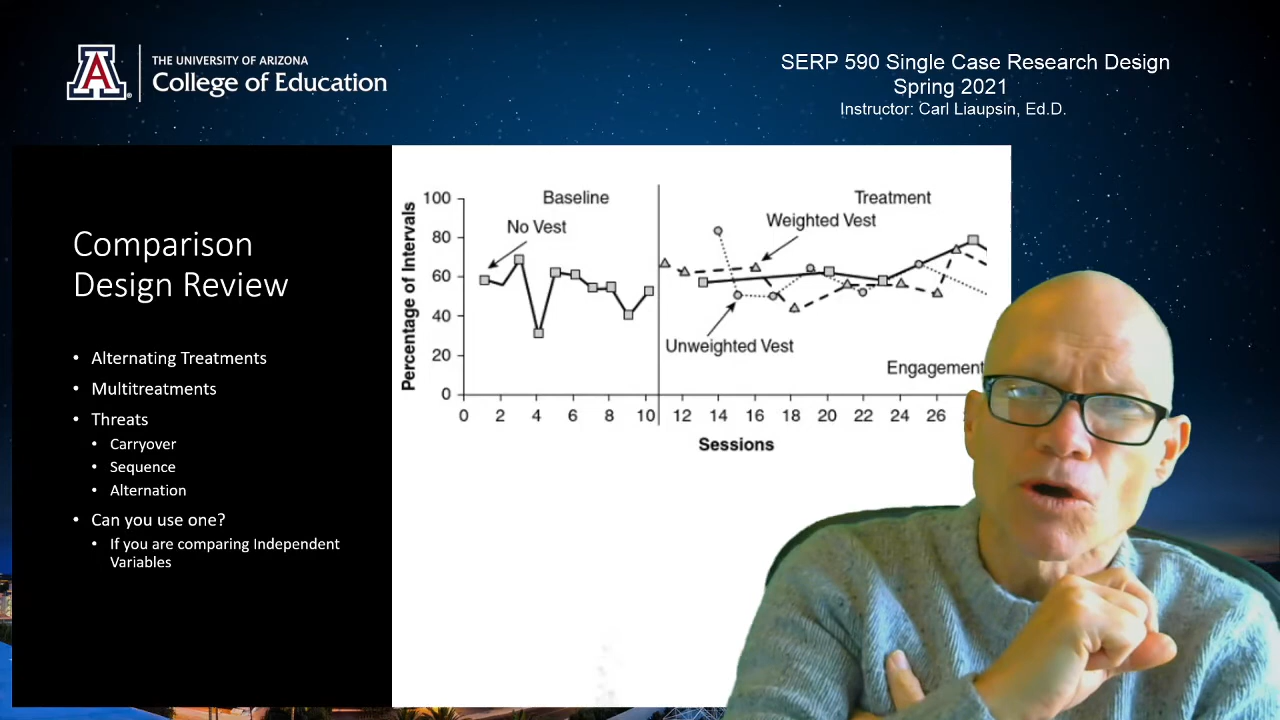 THE UNIVERSITY OF ARIZONA
College of Education
SERP 590 Single Case Research Design
Spring 2021
Instructor: Carl Liaupsin, Ed.D.
Comparison
Design Review
• Alternating Treatments
• Multitreatments
• Threats
• Carryover
• Sequence
• Alternation
• Can you use one?
• If you are comparing Independent
Variables
Percentage of Intervals
100
80
60
40
20
0
Baseline
Treatment
No Vest
Weighted Vest
Unweighted Vest
Engagement
0 2 4 6 8 10 12 14 16 18 20 22 24 26
Sessions